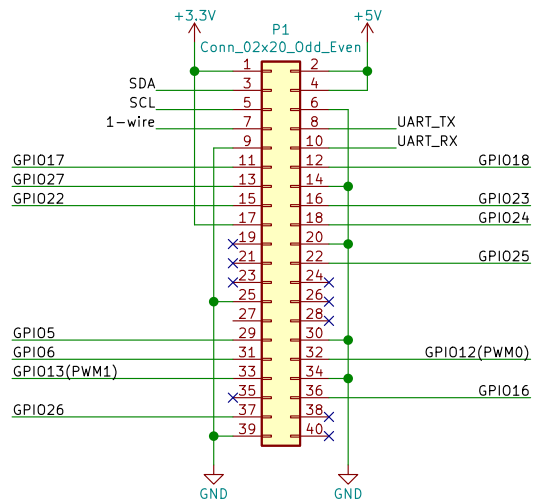 +3.3V +5V
P1
Conn_02x20_Odd_Even
1 2
SDA 3 4
SCL 5 6
1-wire 7 8 UART_TX
9 10 UART_RX
GPIO17 11 12 GPIO18
GPIO27 13 14
GPIO22 15 16 GPIO23
17 18 GPIO24
19 20
21 22 GPIO25
23 24
25 26
27 28
GPIO5 29 30
GPIO6 31 32 GPIO12(PWM0)
GPIO13(PWM1) 33 34
35 36 GPIO16
GPIO26 37 38
39 40
GND GND